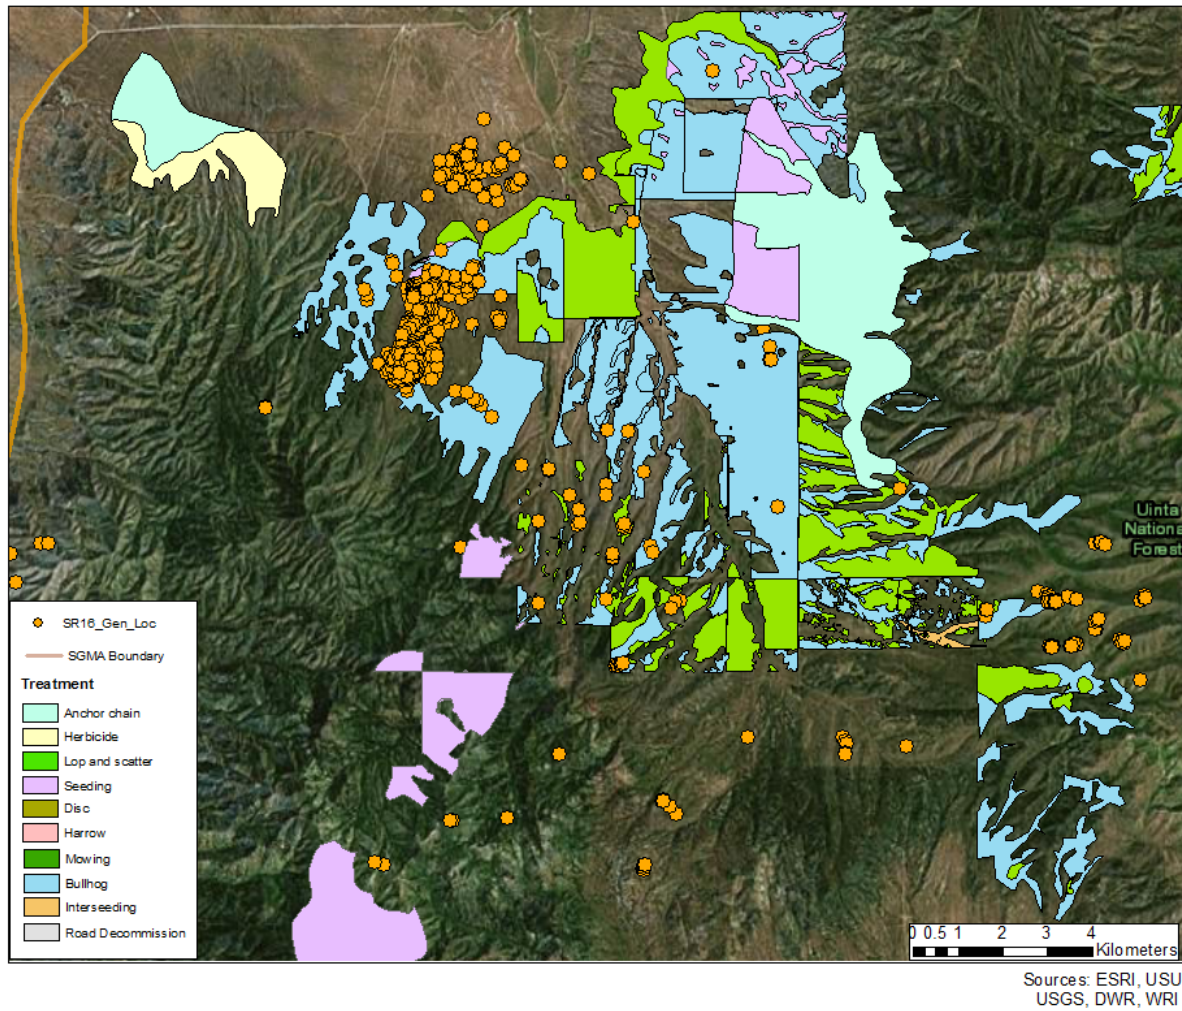 Uinta
Nationa
Forest
SR16_Gen_Loc
SGMA Boundary
Treatment
Anchor chain
Herbicide
Lop and scatter
Seeding
Disc
Harrow
Mowing
Bullhog
Interseeding
Road Decommission
0 0.5 1 2 3 4
Kilometers
Sources: ESRI, USU
USGS, DWR, WRI